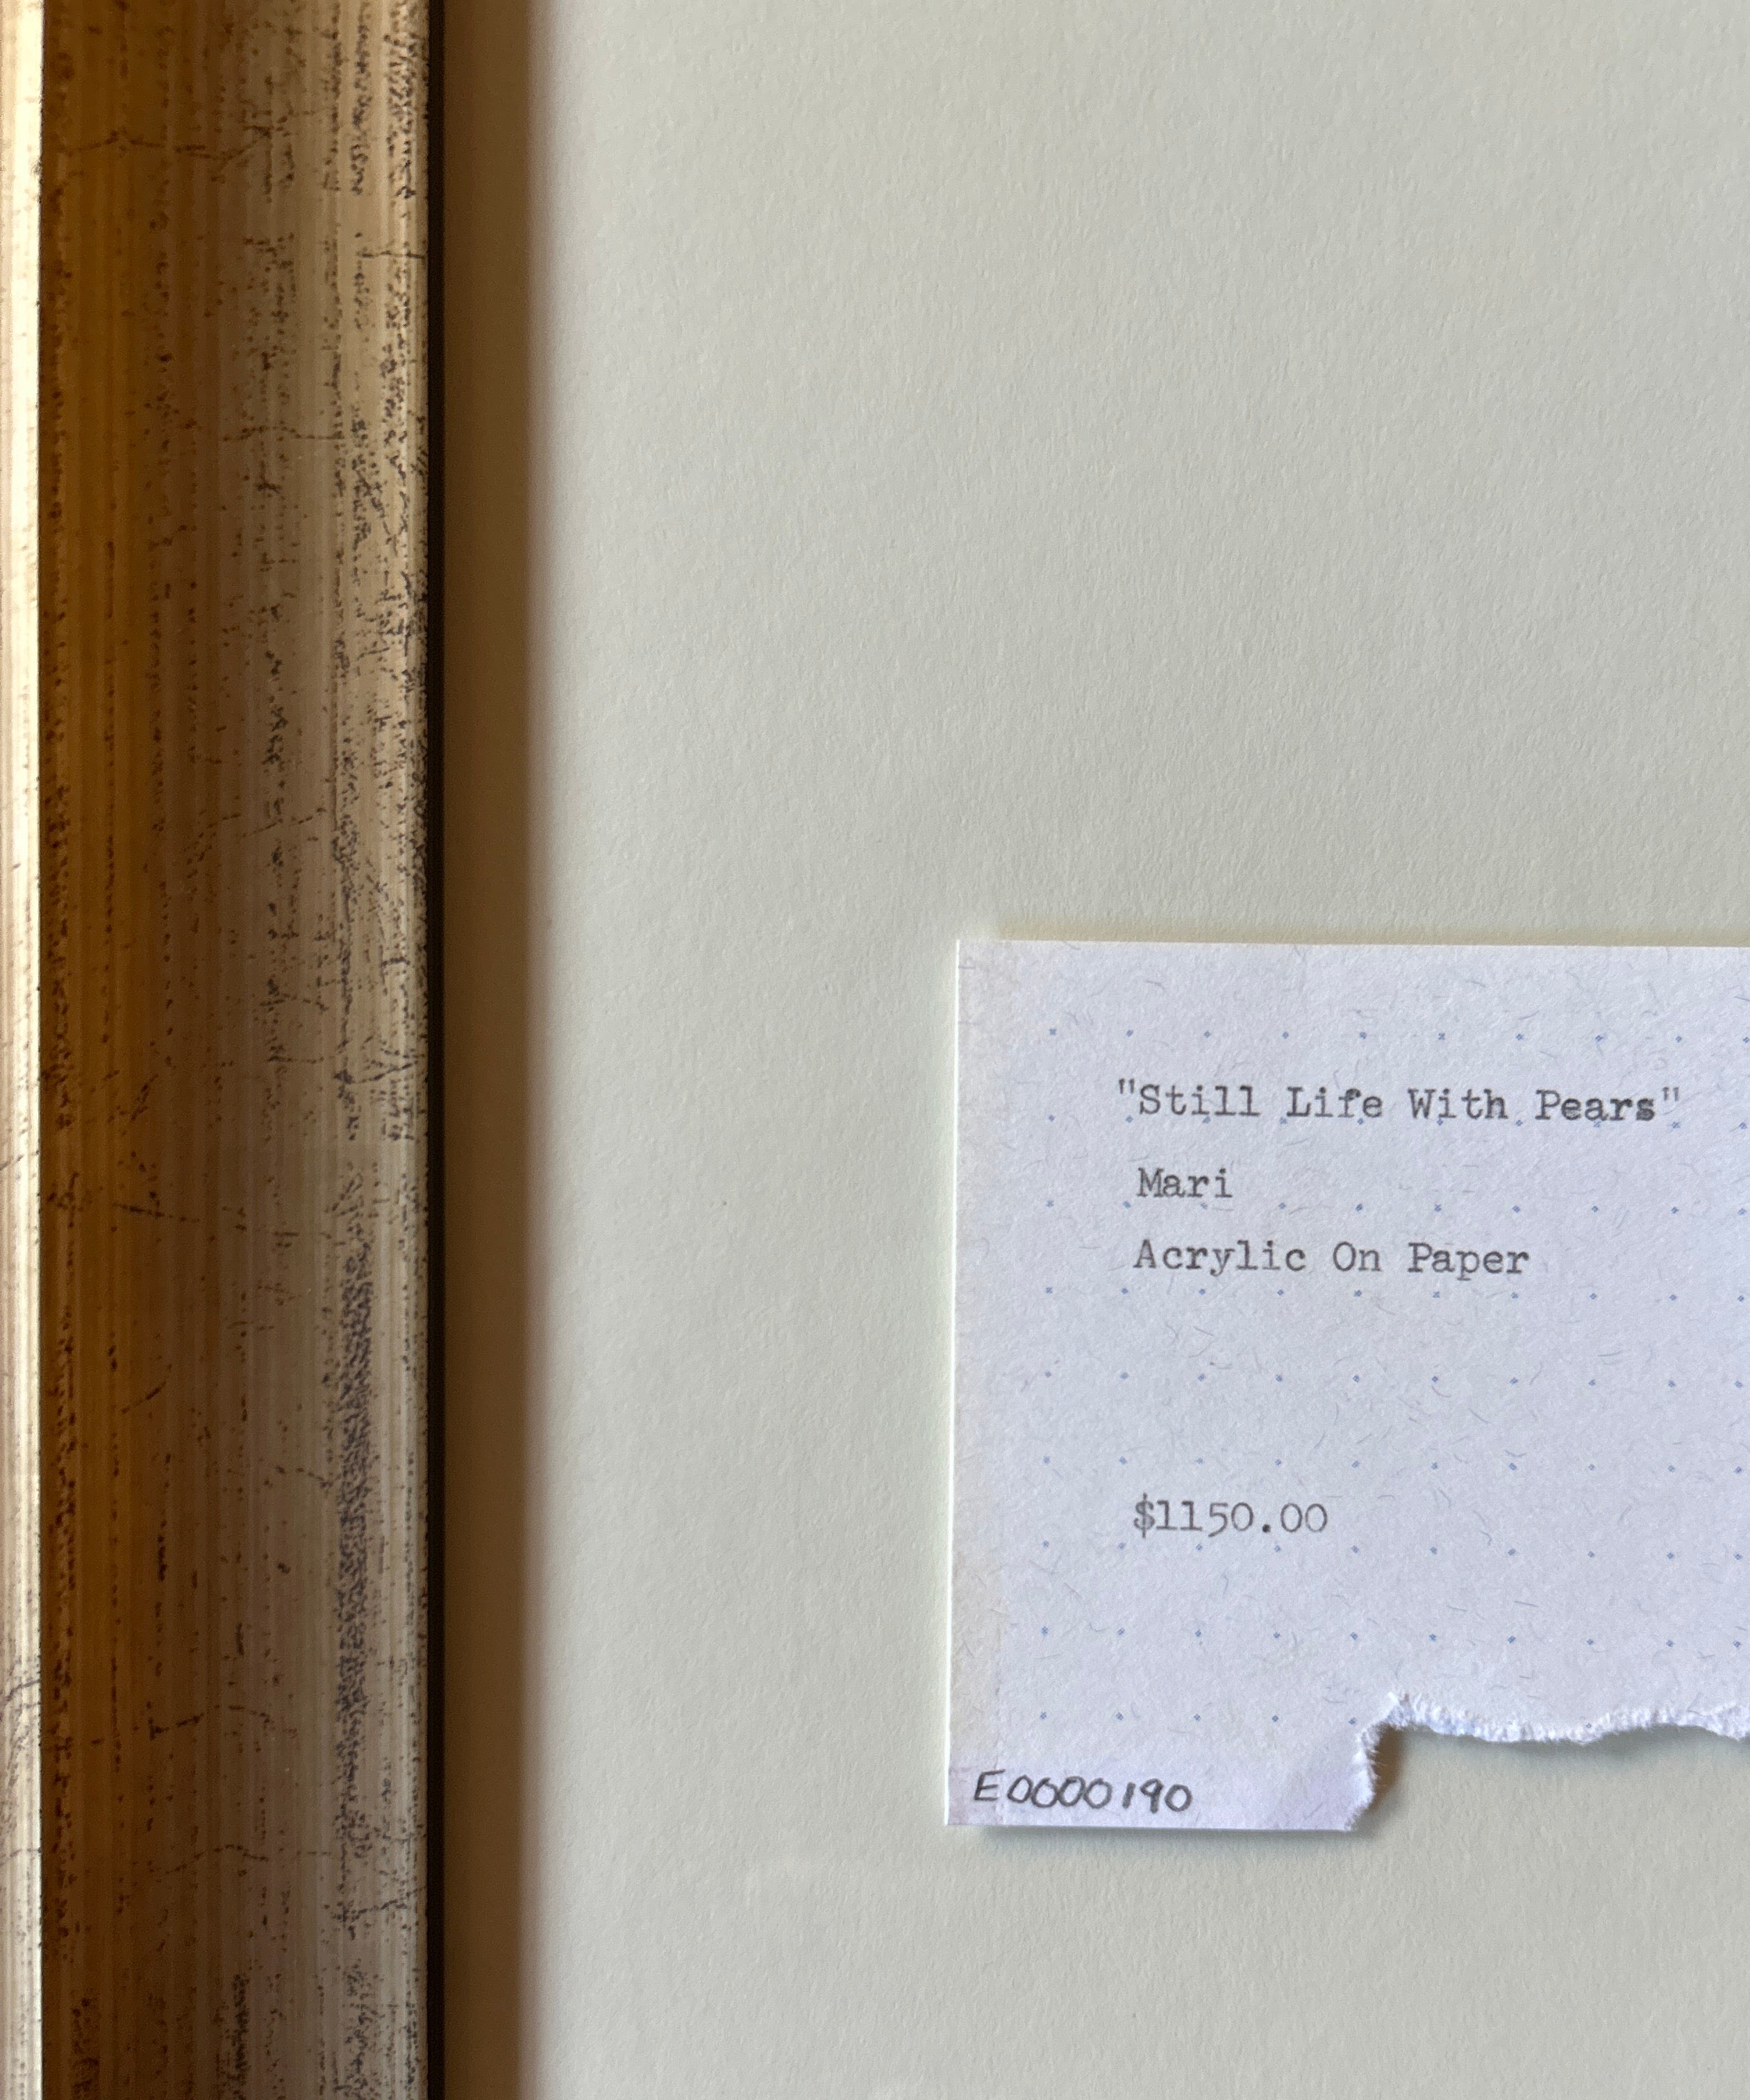 "Still Life With Pears"
Mari
Acrylic On Paper
$1150.00
E0000190